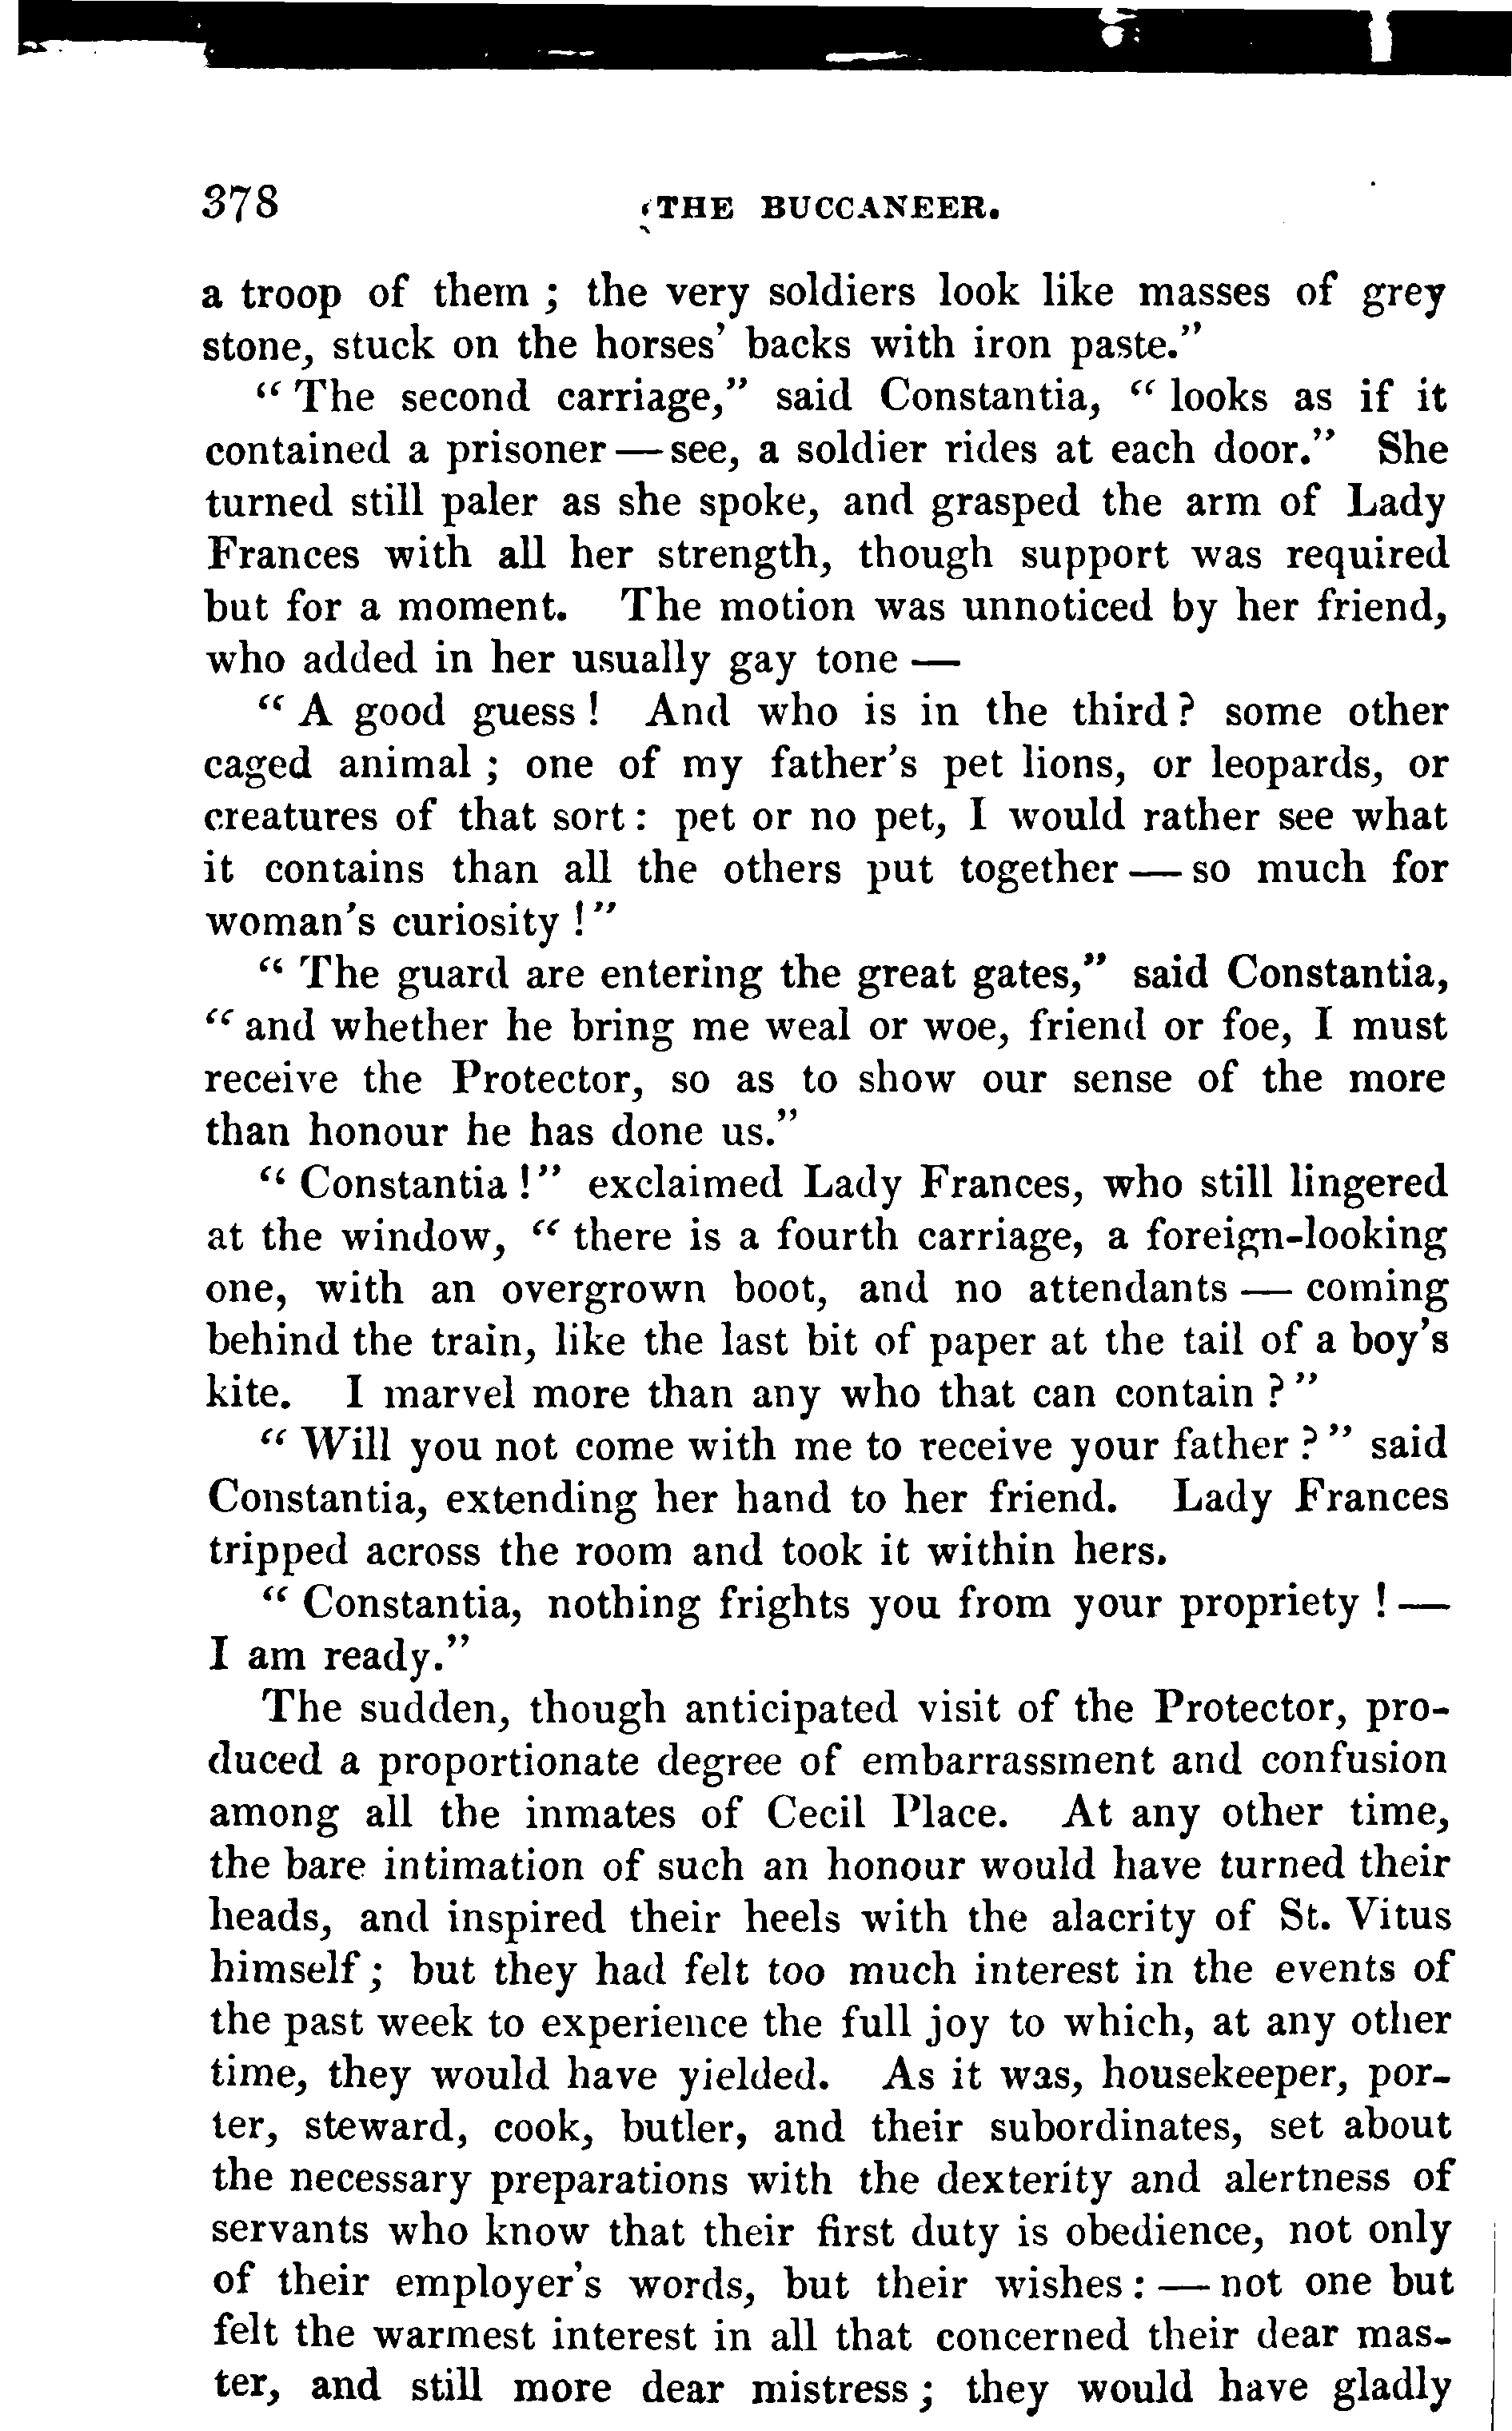 378 THE BUCCANEER.
a troop of them ; the very soldiers look like masses of grey
stone, stuck on the horses' backs with iron paste."
" The second carriage," said Constantia, " looks as if it
contained a prisoner — see, a soldier rides at each door." She
turned still paler as she spoke, and grasped the arm of Lady
Frances with all her strength, though support was required
but for a moment. The motion was unnoticed by her friend,
who added in her usually gay tone —
" A good guess ! And who is in the third ? some other
caged animal ; one of my father's pet lions, or leopards, or
creatures of that sort : pet or no pet, I would rather see what
it contains than all the others put together — so much for
woman's curiosity !"
" The guard are entering the great gates," said Constantia,
" and whether he bring me weal or woe, friend or foe, I must
receive the Protector, so as to show our sense of the more
than honour he has done us."
" Constantia !" exclaimed Lady Frances, who still lingered
at the window, " there is a fourth carriage, a foreign-looking
one, with an overgrown boot, and no attendants — coming
behind the train, like the last bit of paper at the tail of a boy's
kite. I marvel more than any who that can contain ?"
" Will you not come with me to receive your father ?" said
Constantia, extending her hand to her friend. Lady Frances
tripped across the room and took it within hers.
" Constantia, nothing frights you from your propriety ! —
I am ready."
The sudden, though anticipated visit of the Protector, pro-
duced a proportionate degree of embarrassment and confusion
among all the inmates of Cecil Place. At any other time,
the bare intimation of such an honour would have turned their
heads, and inspired their heels with the alacrity of St. Vitus
himself ; but they had felt too much interest in the events of
the past week to experience the full joy to which, at any other
time, they would have yielded. As it was, housekeeper, por-
ter, steward, cook, butler, and their subordinates, set about
the necessary preparations with the dexterity and alertness of
servants who know that their first duty is obedience, not only
of their employer's words, but their wishes : — not one but
felt the warmest interest in all that concerned their dear mas-
ter, and still more dear mistress ; they would have gladly